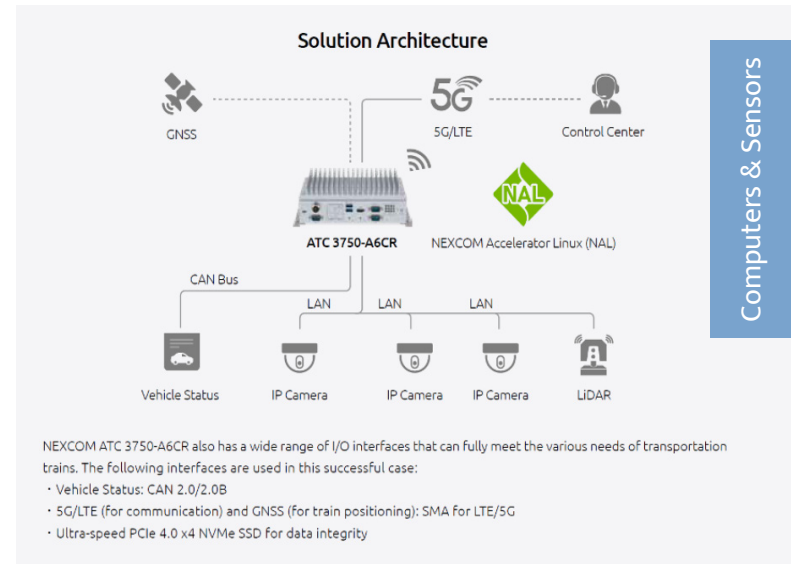 Solution Architecture
5G
GNSS
5G/LTE
Control Center
NAL
ATC 3750-A6CR
NEXCOM Accelerator Linux (NAL)
CAN Bus
LAN
LAN
LAN
Vehicle Status
IP Camera
IP Camera
IP Camera
LiDAR
NEXCOM ATC 3750-A6CR also has a wide range of I/O interfaces that can fully meet the various needs of transportation
trains. The following interfaces are used in this successful case:
・Vehicle Status: CAN 2.0/2.0B
・5G/LTE (for communication) and GNSS (for train positioning): SMA for LTE/5G
・Ultra-speed PCIe 4.0 x4 NVMe SSD for data integrity
Computers & Sensors